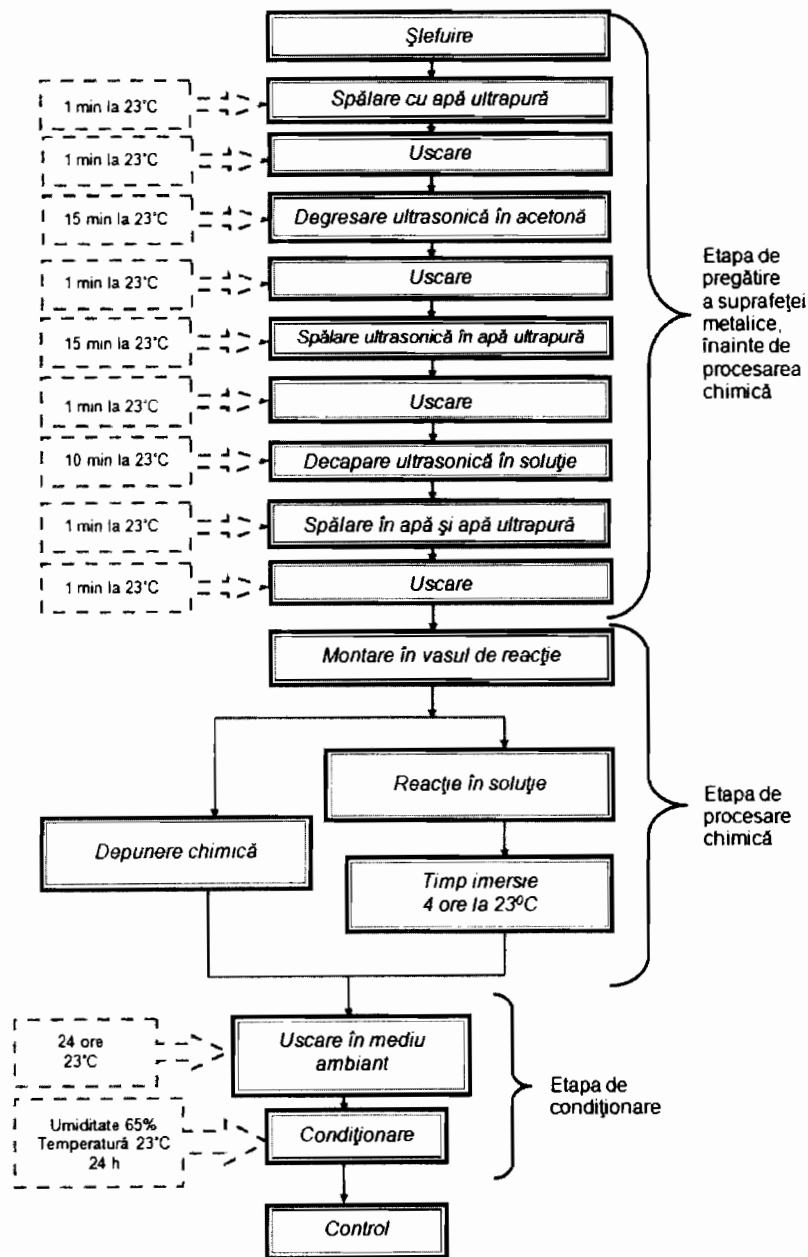 Şlefuire
1 min la 23°C
Spălare cu apă ultrapură
1 min la 23°C
Uscare
15 min la 23°C
Degresare ultrasonică în acetonă
1 min la 23°C
Uscare
15 min la 23°C
Spălare ultrasonică în apă ultrapură
1 min la 23°C
Uscare
10 min la 23°C
Decapare ultrasonică în soluţie
1 min la 23°C
Spălare în apă şi apă ultrapură
1 min la 23°C
Uscare
Etapa de
pregătire
a suprafeţei
metalice,
înainte de
procesarea
chimică
Montare în vasul de reacţie
Reacţie în soluţie
Depunere chimică
Timp imersie
4 ore la 23⁰C
Etapa de
procesare
chimică
24 ore
23°C
Uscare în mediu
ambiant
Umiditate 65%
Temperatură 23°C
24 h
Condiţionare
Etapa de
condiţionare
Control